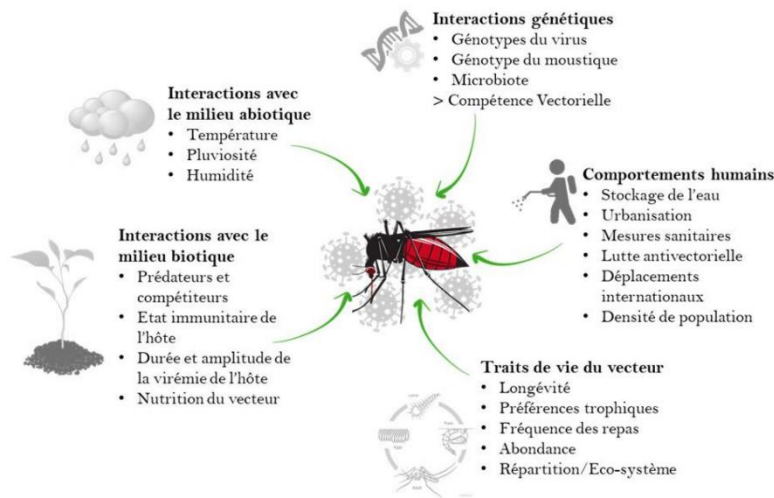 Interactions génétiques
• Génotypes du virus
• Génotype du moustique
• Microbiote
> Compétence Vectorielle
Interactions avec
le milieu abiotique
• Température
• Pluviosité
• Humidité
Comportements humains
• Stockage de l'eau
• Urbanisation
• Mesures sanitaires
• Lutte antivectorielle
• Déplacements
internationaux
• Densité de population
Interactions avec le
milieu biotique
• Prédateurs et
compétiteurs
• Etat immunitaire de
l'hôte
• Durée et amplitude de
la virémie de l'hôte
• Nutrition du vecteur
Traits de vie du vecteur
• Longévité
• Préférences trophiques
• Fréquence des repas
• Abondance
• Répartition/Eco-système